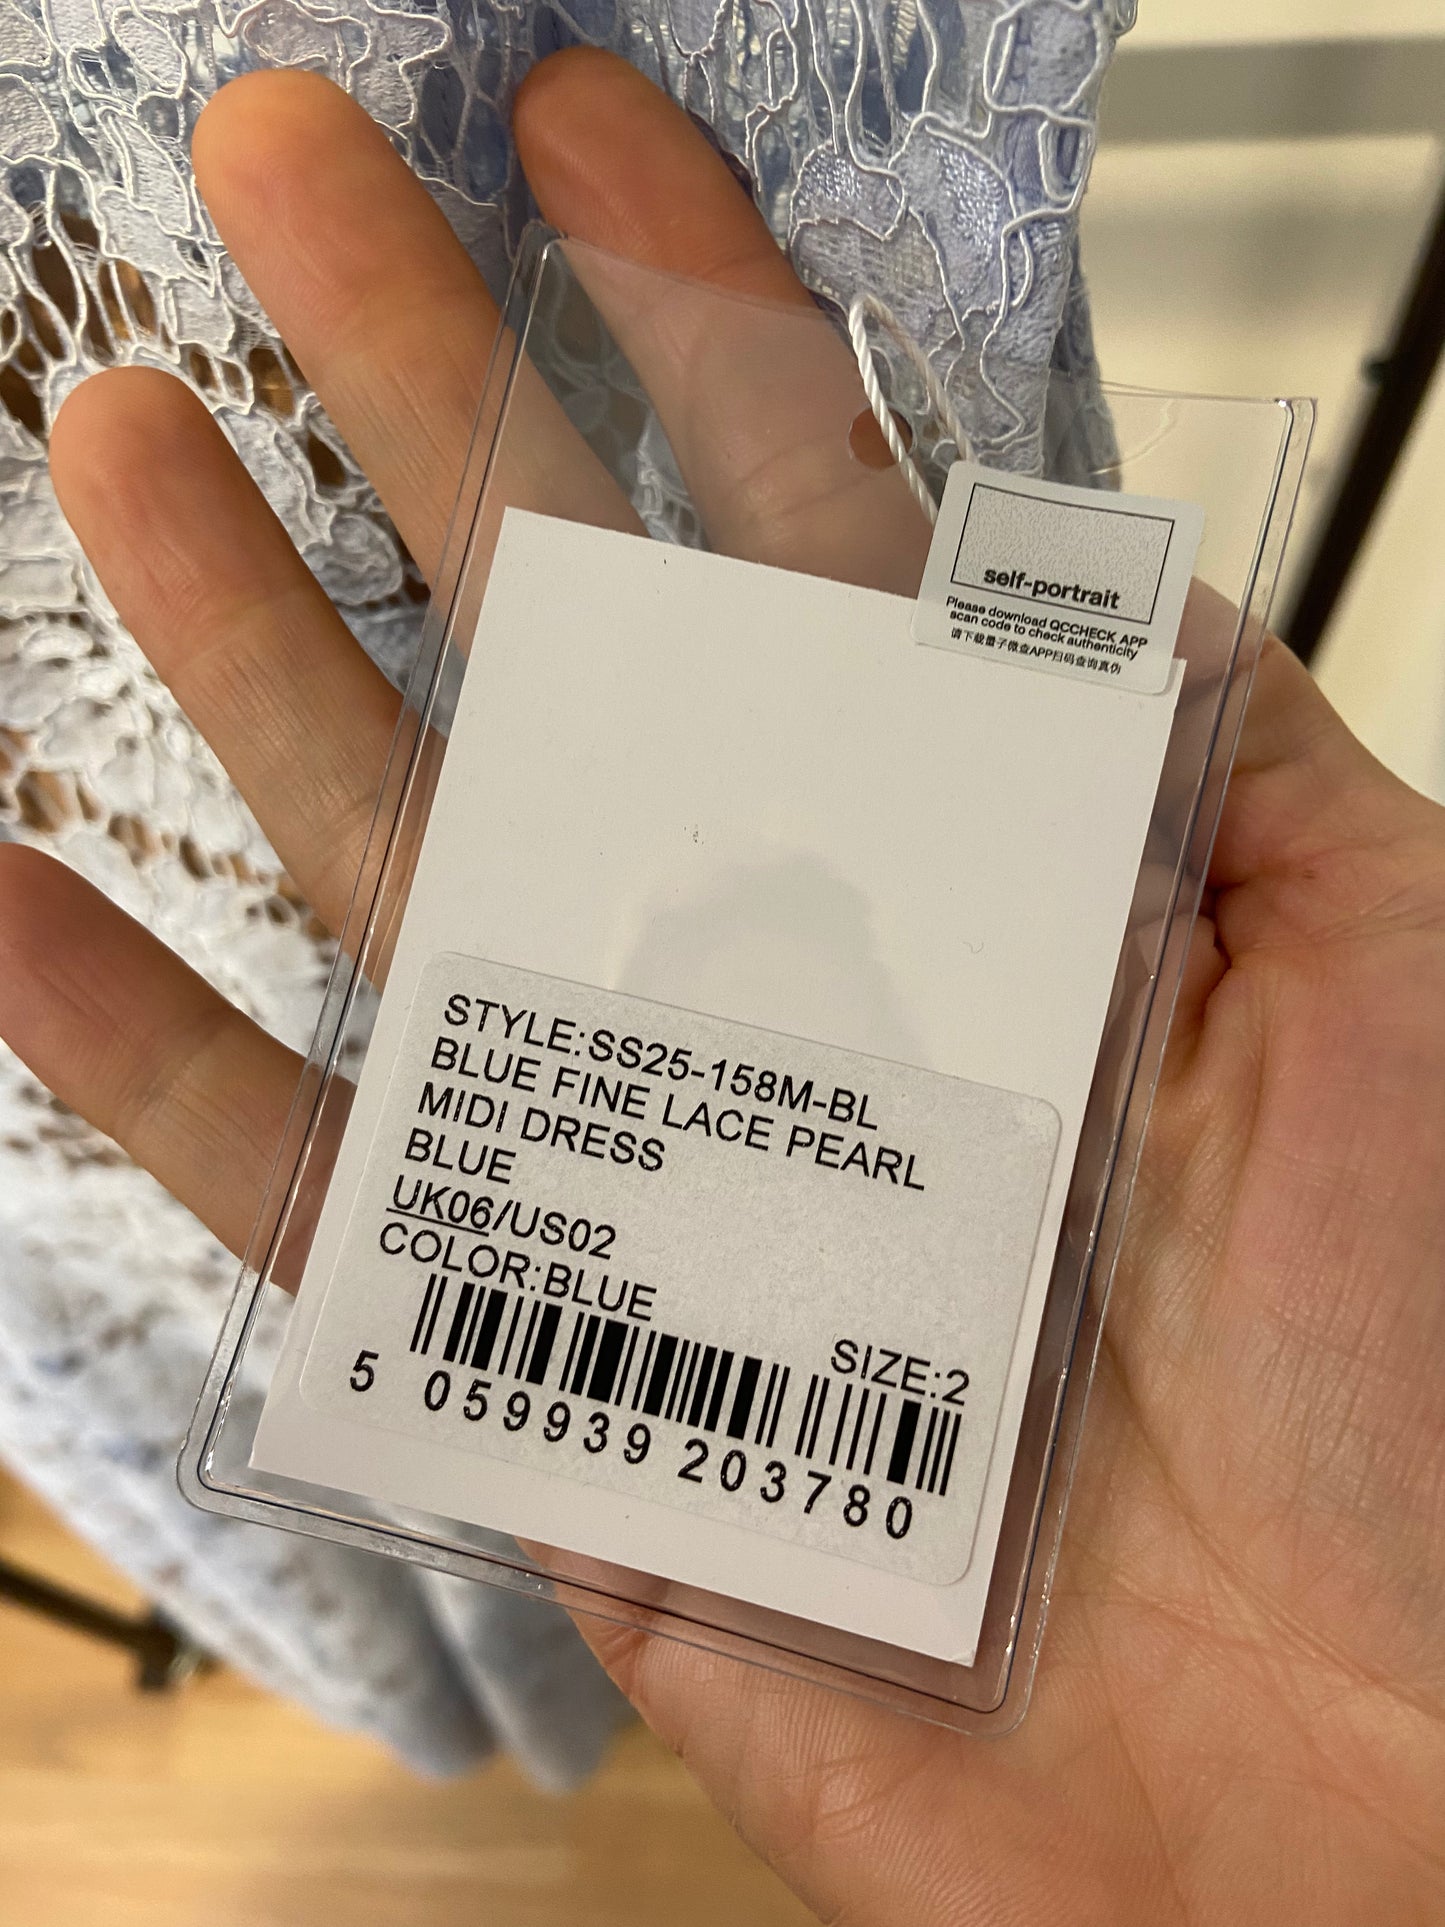 self-portrait
Please download QCCHECK APP
scan code to check authenticity
请下载量子微查APP扫码查询真伪
STYLE:SS25-158M-BL
BLUE FINE LACE PEARL
MIDI DRESS
BLUE
UK06/US02
COLOR:BLUE
SIZE:2
5 059939 203780